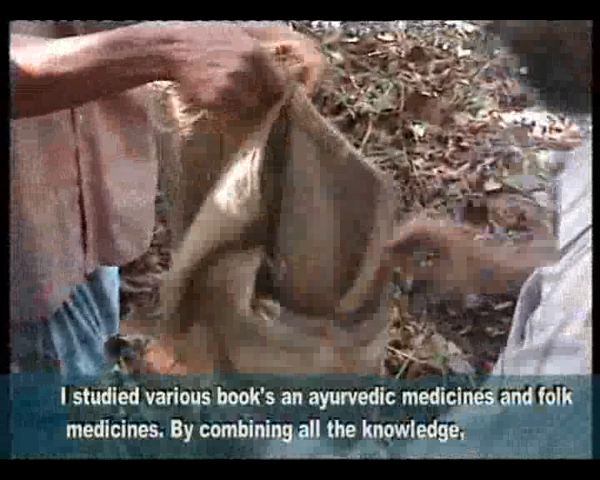 I studied various book's an ayurvedic medicines and folk
medicines. By combining all the knowledge,